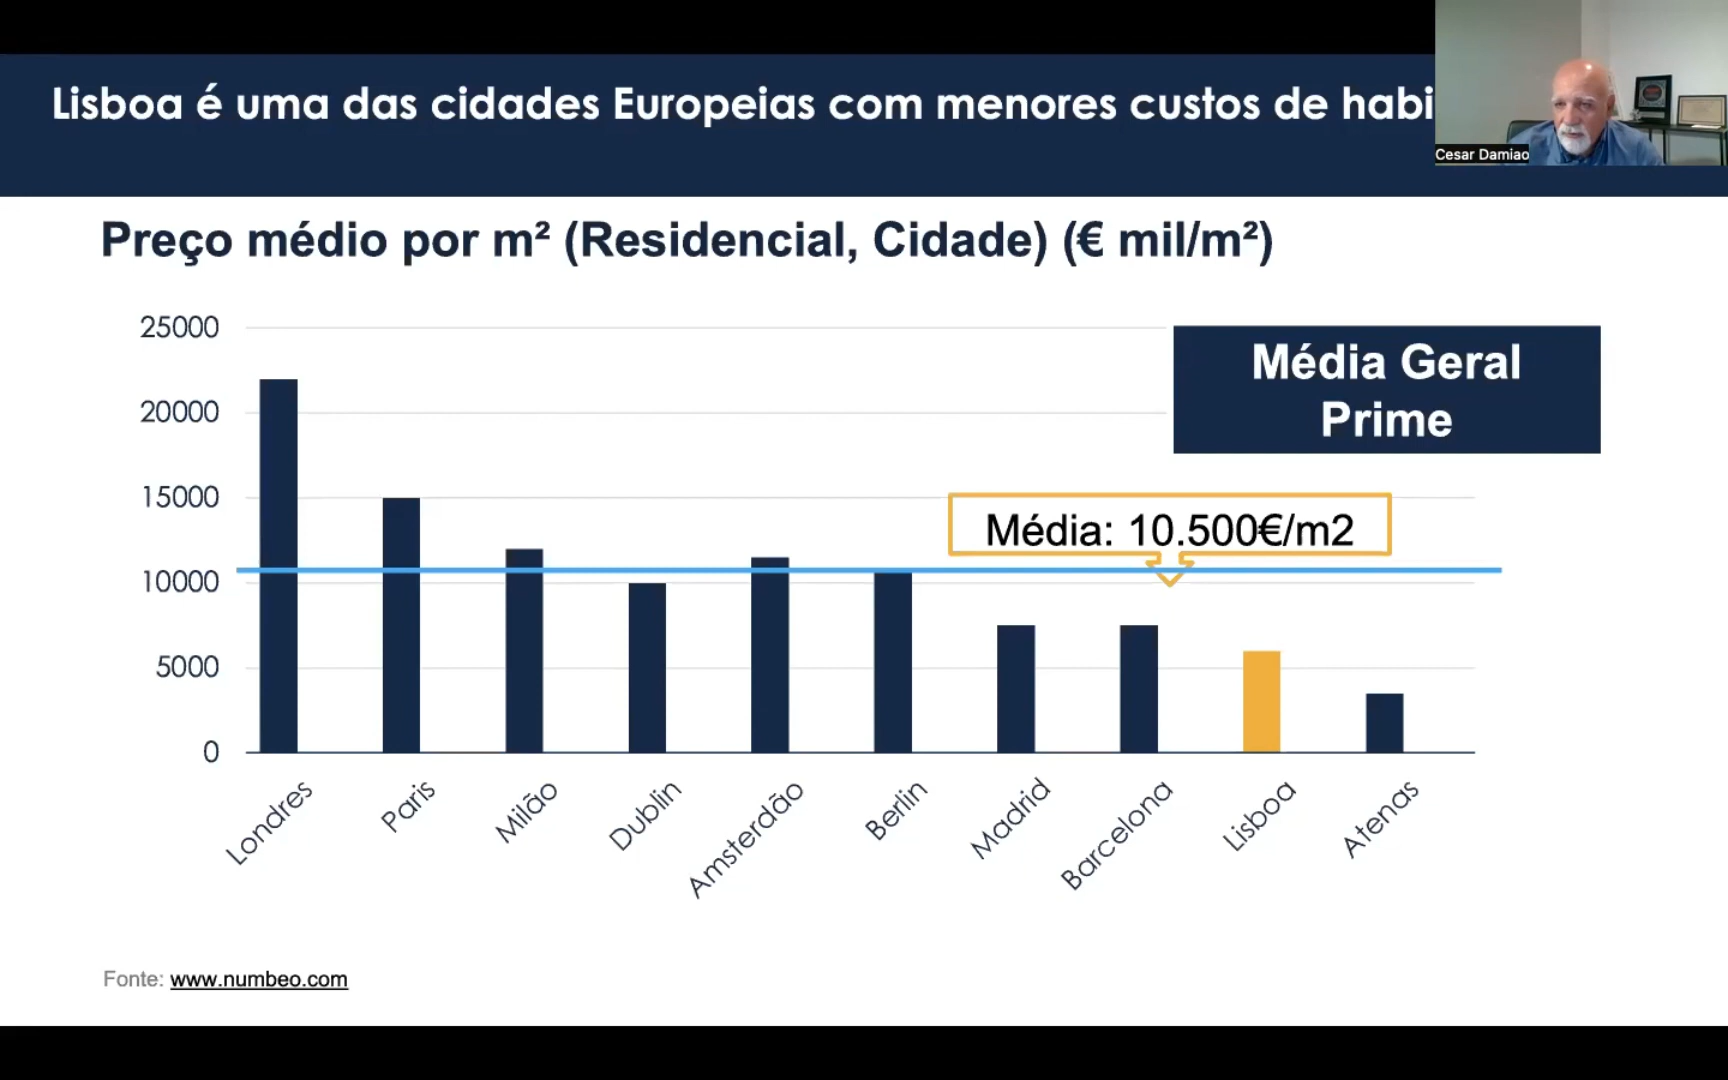 Lisboa é uma das cidades Europeias com menores custos de habi
Cesar Damiao
Preço médio por m² (Residencial, Cidade) (€ mil/m²)
25000
20000
15000
10000
5000
0
Média Geral
Prime
Média: 10.500€/m2
Londres
Paris
Milão
Dublin
Amsterdão
Berlin
Madrid
Barcelona
Lisboa
Atenas
Fonte: www.numbeo.com